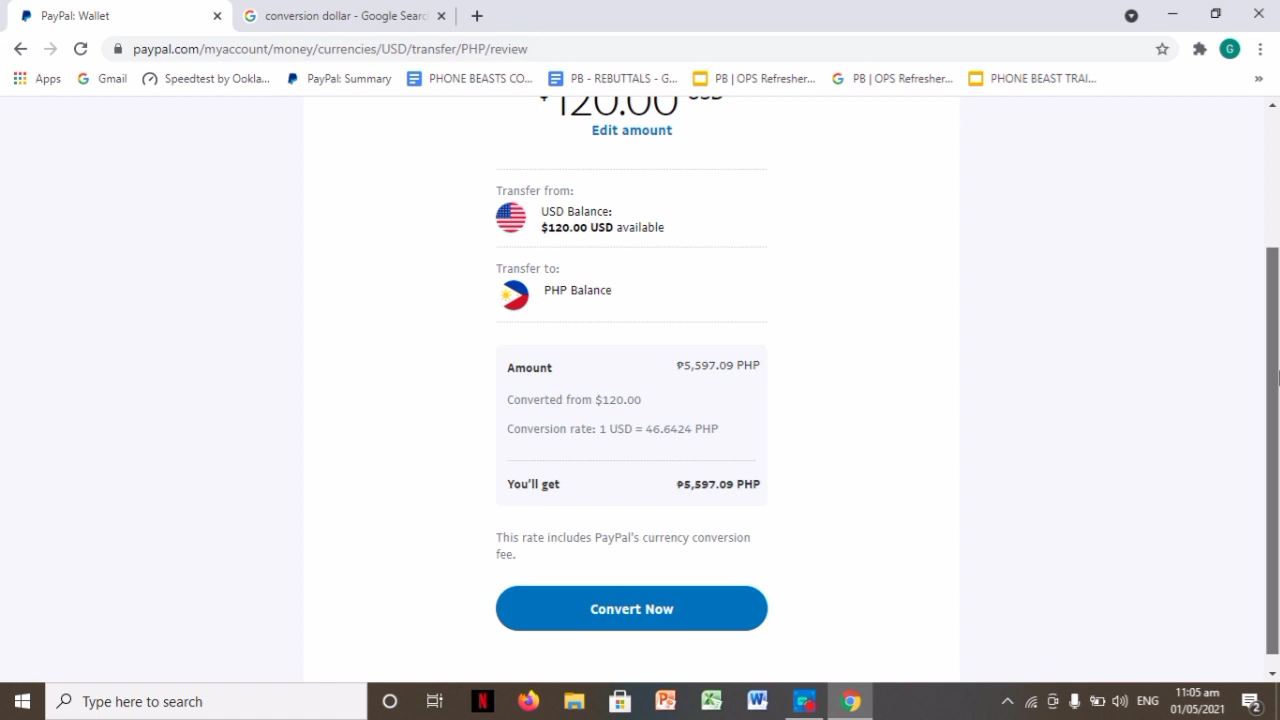 PayPal: Wallet
conversion dollar - Google Searc
paypal.com/myaccount/money/currencies/USD/transfer/PHP/review
G
Apps
Gmail
Speedtest by Ookla...
PayPal: Summary
PHONE BEASTS CO...
PB - REBUTTALS - G...
PB | OPS Refresher...
PB | OPS Refresher...
PHONE BEAST TRAI...
»
$120.00 USD
Edit amount
Transfer from:
USD Balance:
$120.00 USD available
Transfer to:
PHP Balance
Amount ₱5,597.09 PHP
Converted from $120.00
Conversion rate: 1 USD = 46.6424 PHP
You'll get ₱5,597.09 PHP
This rate includes PayPal's currency conversion
fee.
Convert Now
Type here to search
ENG
11:05 am
01/05/2021
2